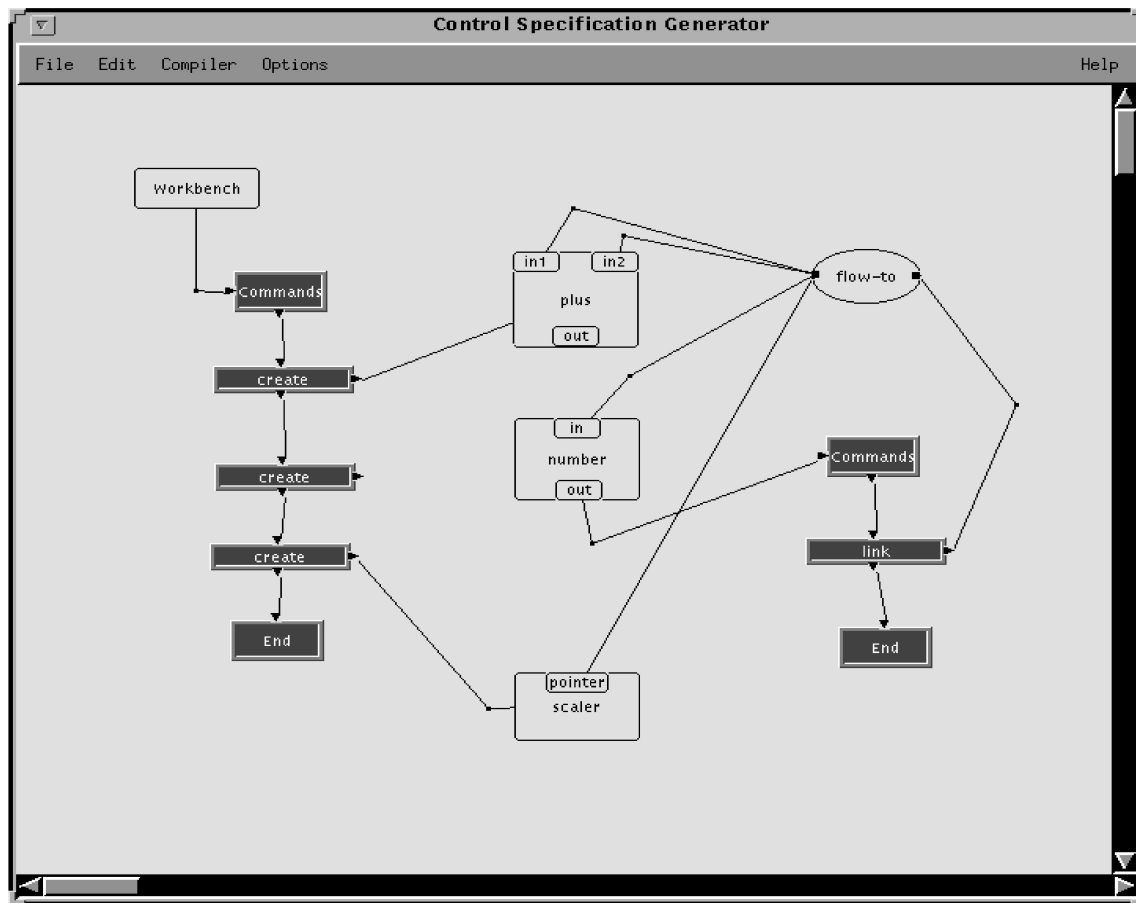 Control Specification Generator
File Edit Compiler Options Help
Workbench
Commands
create
create
create
End
in1 in2
plus
out
in
number
out
pointer
scaler
flow-to
Commands
link
End